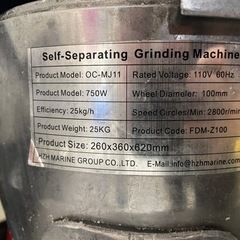 Self-Separating Grinding Machine
Product Model: OC-MJ11 Rated Voltage: 110V 60Hz
Product Model: 750W Wheel Diameter: 100mm
Efficiency: 25kg/h Speed Circles/Min: 2800r/min
Product Weight: 25KG Product Code: FDM-Z100
Product Size: 260x360x620mm
HZH MARINE GROUP CO.,LTD. E-Mail:info@hzhmarine.com